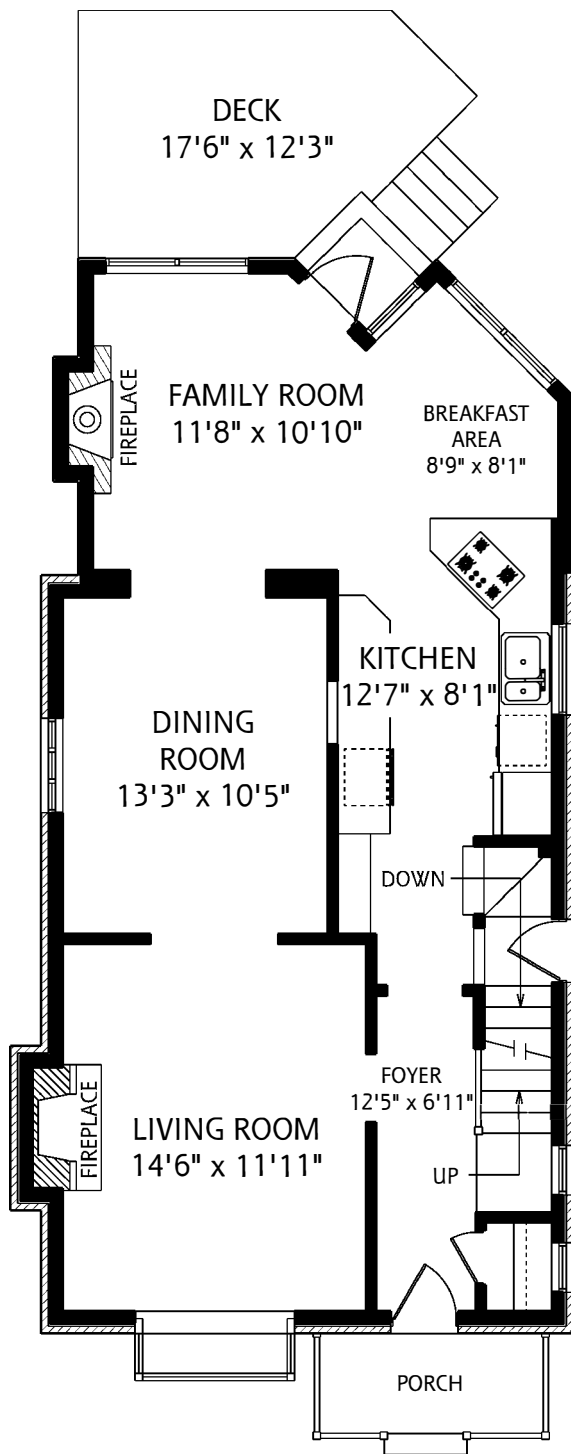 DECK
17'6" x 12'3"
FAMILY ROOM
11'8" x 10'10"
FIREPLACE
BREAKFAST
AREA
8'9" x 8'1"
KITCHEN
12'7" x 8'1"
DINING
ROOM
13'3" x 10'5"
DOWN
FOYER
12'5" x 6'11"
LIVING ROOM
14'6" x 11'11"
FIREPLACE
UP
PORCH